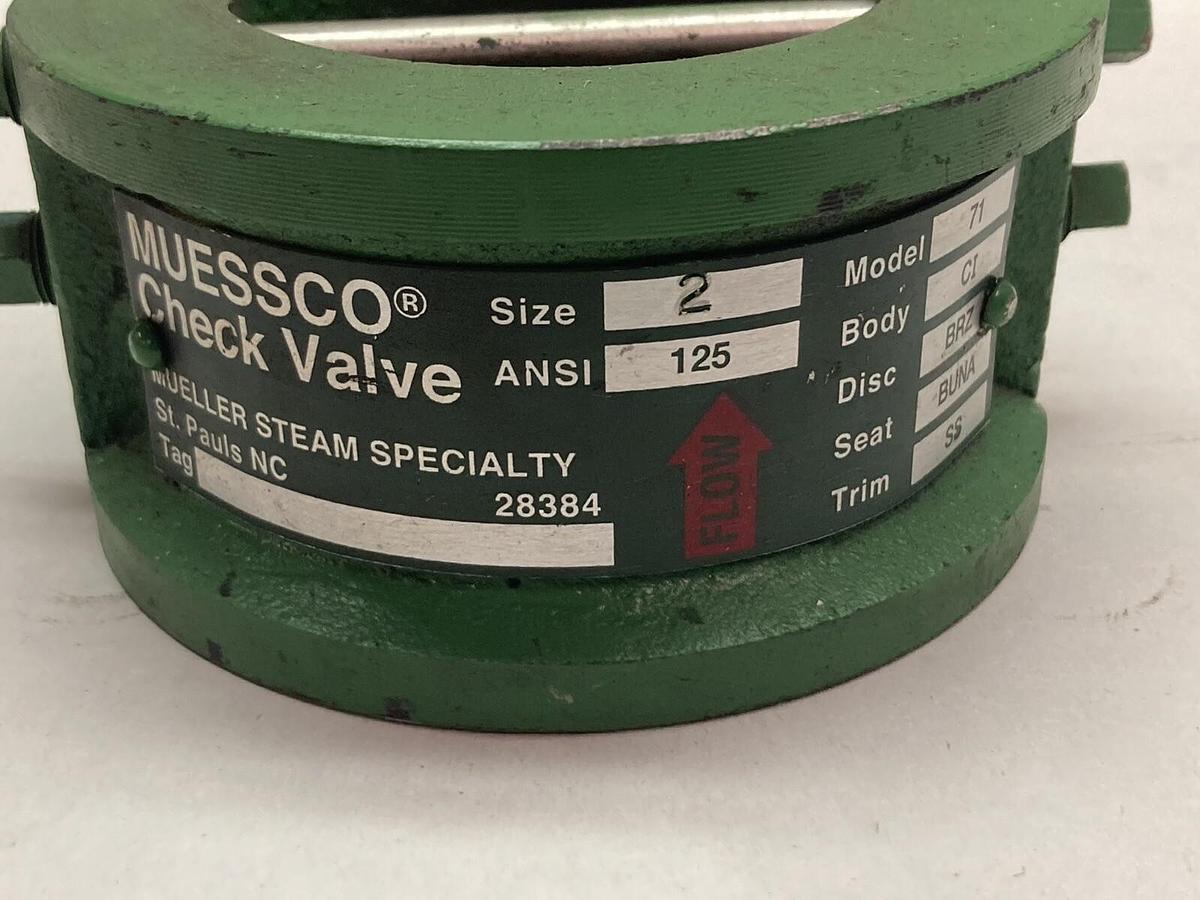 MUESSCO®
Check Valve
MUELLER STEAM SPECIALTY
St. Pauls NC 28384
Tag
Size 2
ANSI 125
FLOW
Model 71
Body CI
Disc BRZ
Seat BUNA
Trim SS